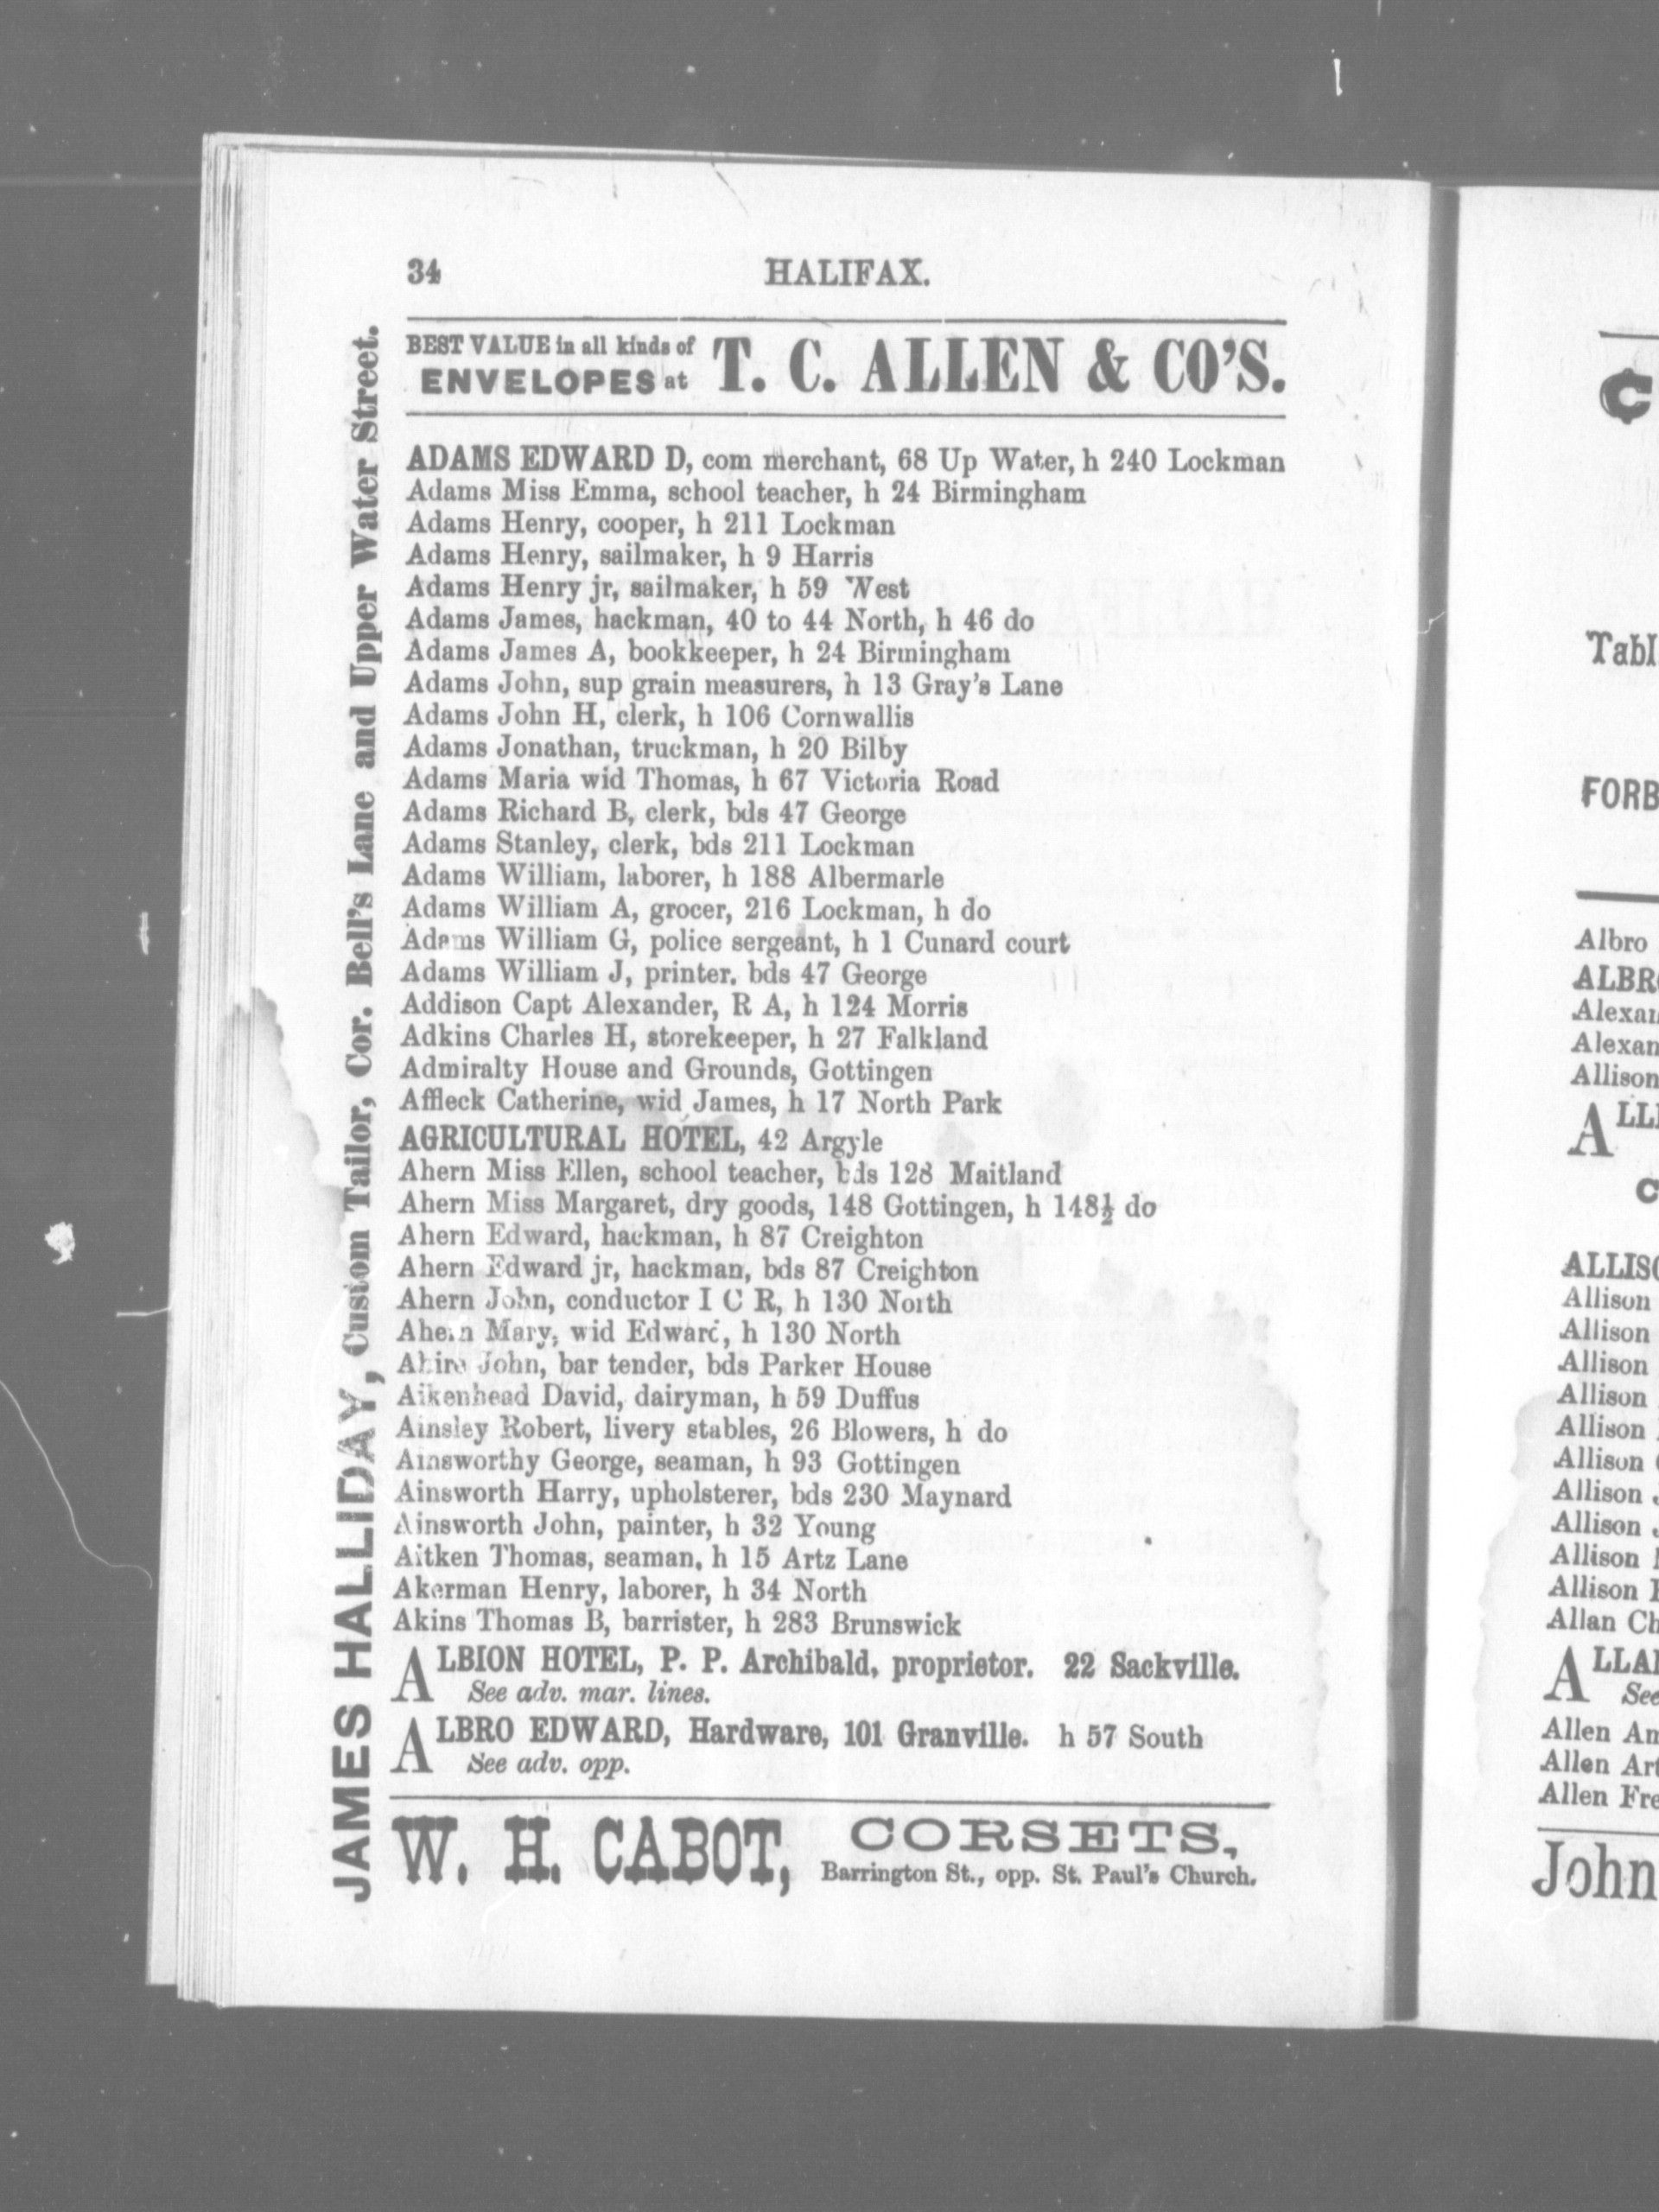 34 HALIFAX.
BEST VALUE in all kinds of
ENVELOPES at T. C. ALLEN & CO'S.
ADAMS EDWARD D, com merchant, 68 Up Water, h 240 Lockman
Adams Miss Emma, school teacher, h 24 Birmingham
Adams Henry, cooper, h 211 Lockman
Adams Henry, sailmaker, h 9 Harris
Adams Henry jr, sailmaker, h 59 West
Adams James, hackman, 40 to 44 North, h 46 do
Adams James A, bookkeeper, h 24 Birmingham
Adams John, sup grain measurers, h 13 Gray's Lane
Adams John H, clerk, h 106 Cornwallis
Adams Jonathan, truckman, h 20 Bilby
Adams Maria wid Thomas, h 67 Victoria Road
Adams Richard B, clerk, bds 47 George
Adams Stanley, clerk, bds 211 Lockman
Adams William, laborer, h 188 Albermarle
Adams William A, grocer, 216 Lockman, h do
Adams William G, police sergeant, h 1 Cunard court
Adams William J, printer, bds 47 George
Addison Capt Alexander, R A, h 124 Morris
Adkins Charles H, storekeeper, h 27 Falkland
Admiralty House and Grounds, Gottingen
Affleck Catherine, wid James, h 17 North Park
AGRICULTURAL HOTEL, 42 Argyle
Ahern Miss Ellen, school teacher, bds 128 Maitland
Ahern Miss Margaret, dry goods, 148 Gottingen, h 148½ do
Ahern Edward, hackman, h 87 Creighton
Ahern Edward jr, hackman, bds 87 Creighton
Ahern John, conductor I C R, h 130 North
Ahern Mary, wid Edward, h 130 North
John, bar tender, bds Parker House
Aikenhead David, dairyman, h 59 Duffus
Ainsley Robert, livery stables, 26 Blowers, h do
Ainsworthy George, seaman, h 93 Gottingen
Ainsworth Harry, upholsterer, bds 230 Maynard
Ainsworth John, painter, h 32 Young
Aitken Thomas, seaman, h 15 Artz Lane
Akerman Henry, laborer, h 34 North
Akins Thomas B, barrister, h 283 Brunswick
ALBION HOTEL, P. P. Archibald, proprietor. 22 Sackville.
See adv. mar. lines.
ALBRO EDWARD, Hardware, 101 Granville. h 57 South
See adv. opp.
W. H. CABOT, CORSETS,
Barrington St., opp. St. Paul's Church.
JAMES HALLIDAY, Custom Tailor, Cor. Bell's Lane and Upper Water Street.
C
Tabl
FORB
Albro
ALBRO
Alexan
Alexan
Allison
ALL
C
ALLISO
Allison
Allison
Allison
Allison
Allison
Allison
Allison
Allison
Allison
Allison
Allan Ch
ALLA
See
Allen Am
Allen Art
Allen Fre
John